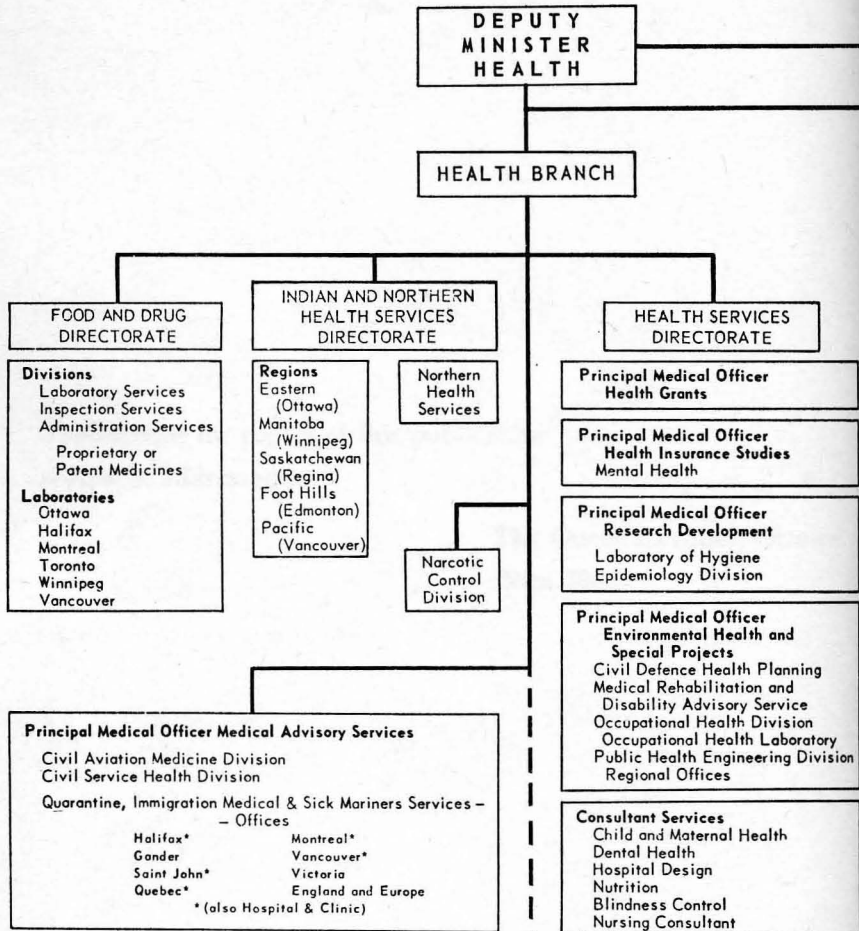 DEPUTY
MINISTER
HEALTH
HEALTH BRANCH
FOOD AND DRUG
DIRECTORATE
Divisions
Laboratory Services
Inspection Services
Administration Services
Proprietary or
Patent Medicines
Laboratories
Ottawa
Halifax
Montreal
Toronto
Winnipeg
Vancouver
INDIAN AND NORTHERN
HEALTH SERVICES
DIRECTORATE
Regions
Eastern
(Ottawa)
Manitoba
(Winnipeg)
Saskatchewan
(Regina)
Foot Hills
(Edmonton)
Pacific
(Vancouver)
Northern
Health
Services
Narcotic
Control
Division
HEALTH SERVICES
DIRECTORATE
Principal Medical Officer
Health Grants
Principal Medical Officer
Health Insurance Studies
Mental Health
Principal Medical Officer
Research Development
Laboratory of Hygiene
Epidemiology Division
Principal Medical Officer
Environmental Health and
Special Projects
Civil Defence Health Planning
Medical Rehabilitation and
Disability Advisory Service
Occupational Health Division
Occupational Health Laboratory
Public Health Engineering Division
Regional Offices
Consultant Services
Child and Maternal Health
Dental Health
Hospital Design
Nutrition
Blindness Control
Nursing Consultant
Principal Medical Officer Medical Advisory Services
Civil Aviation Medicine Division
Civil Service Health Division
Quarantine, Immigration Medical & Sick Mariners Services –
– Offices
Halifax* Montreal*
Gander Vancouver*
Saint John* Victoria
Quebec* England and Europe
* (also Hospital & Clinic)